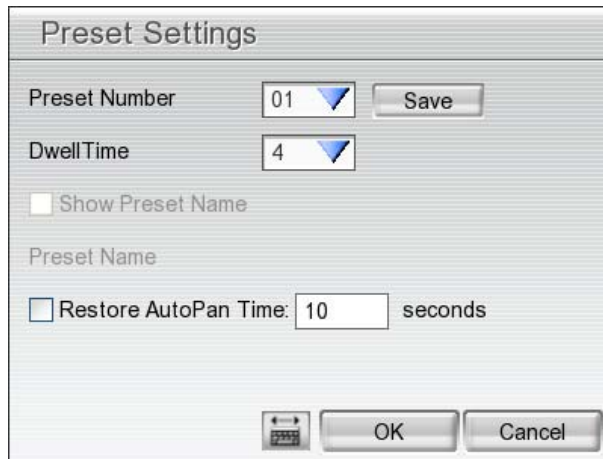 Preset Settings
Preset Number 01 Save
DwellTime 4
Show Preset Name
Preset Name
Restore AutoPan Time: 10 seconds
OK Cancel